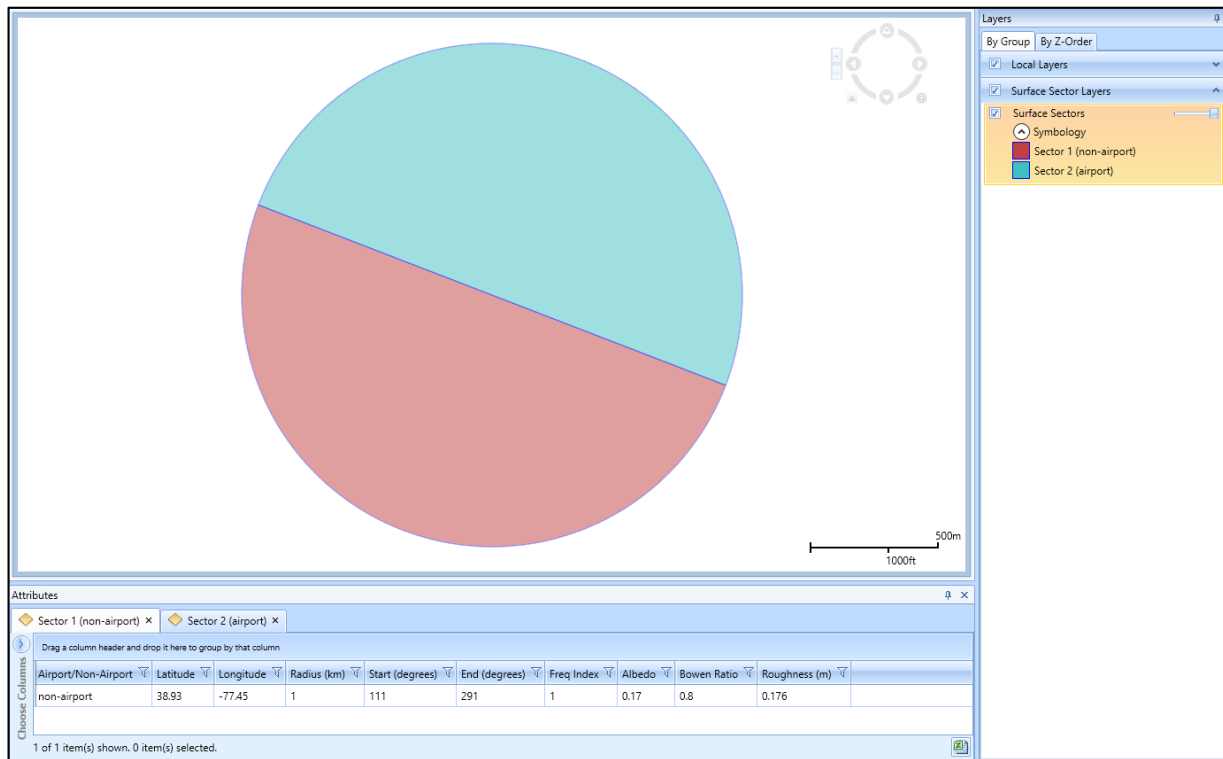 Layers
By Group By Z-Order
Local Layers
Surface Sector Layers
Surface Sectors
Symbology
Sector 1 (non-airport)
Sector 2 (airport)
500m
1000ft
Attributes
Sector 1 (non-airport) × Sector 2 (airport) ×
Drag a column header and drop it here to group by that column
Choose Columns
Airport/Non-Airport Latitude Longitude Radius (km) Start (degrees) End (degrees) Freq Index Albedo Bowen Ratio Roughness (m)
non-airport 38.93 -77.45 1 111 291 1 0.17 0.8 0.176
1 of 1 item(s) shown. 0 item(s) selected.